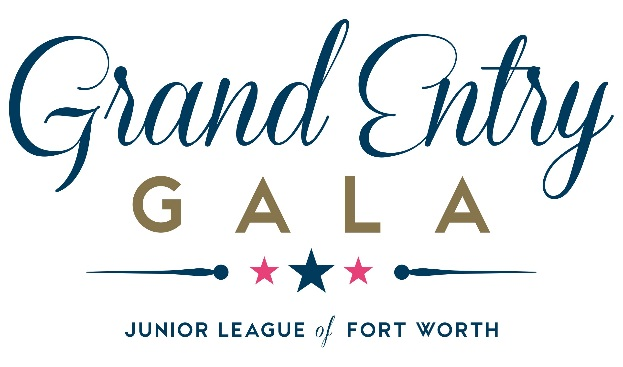 Grand Entry
GALA
JUNIOR LEAGUE of FORT WORTH